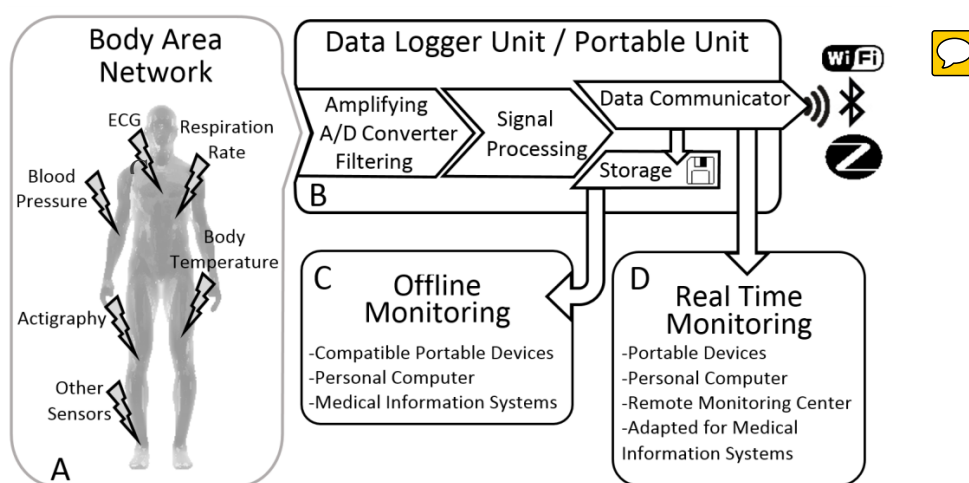 Body Area
Network
ECG
Respiration
Rate
Blood
Pressure
Body
Temperature
Actigraphy
Other
Sensors
A
Data Logger Unit / Portable Unit
Amplifying
A/D Converter
Filtering
Signal
Processing
Data Communicator
Storage
B
WiFi
Z
C
Offline
Monitoring
-Compatible Portable Devices
-Personal Computer
-Medical Information Systems
D
Real Time
Monitoring
-Portable Devices
-Personal Computer
-Remote Monitoring Center
-Adapted for Medical
Information Systems